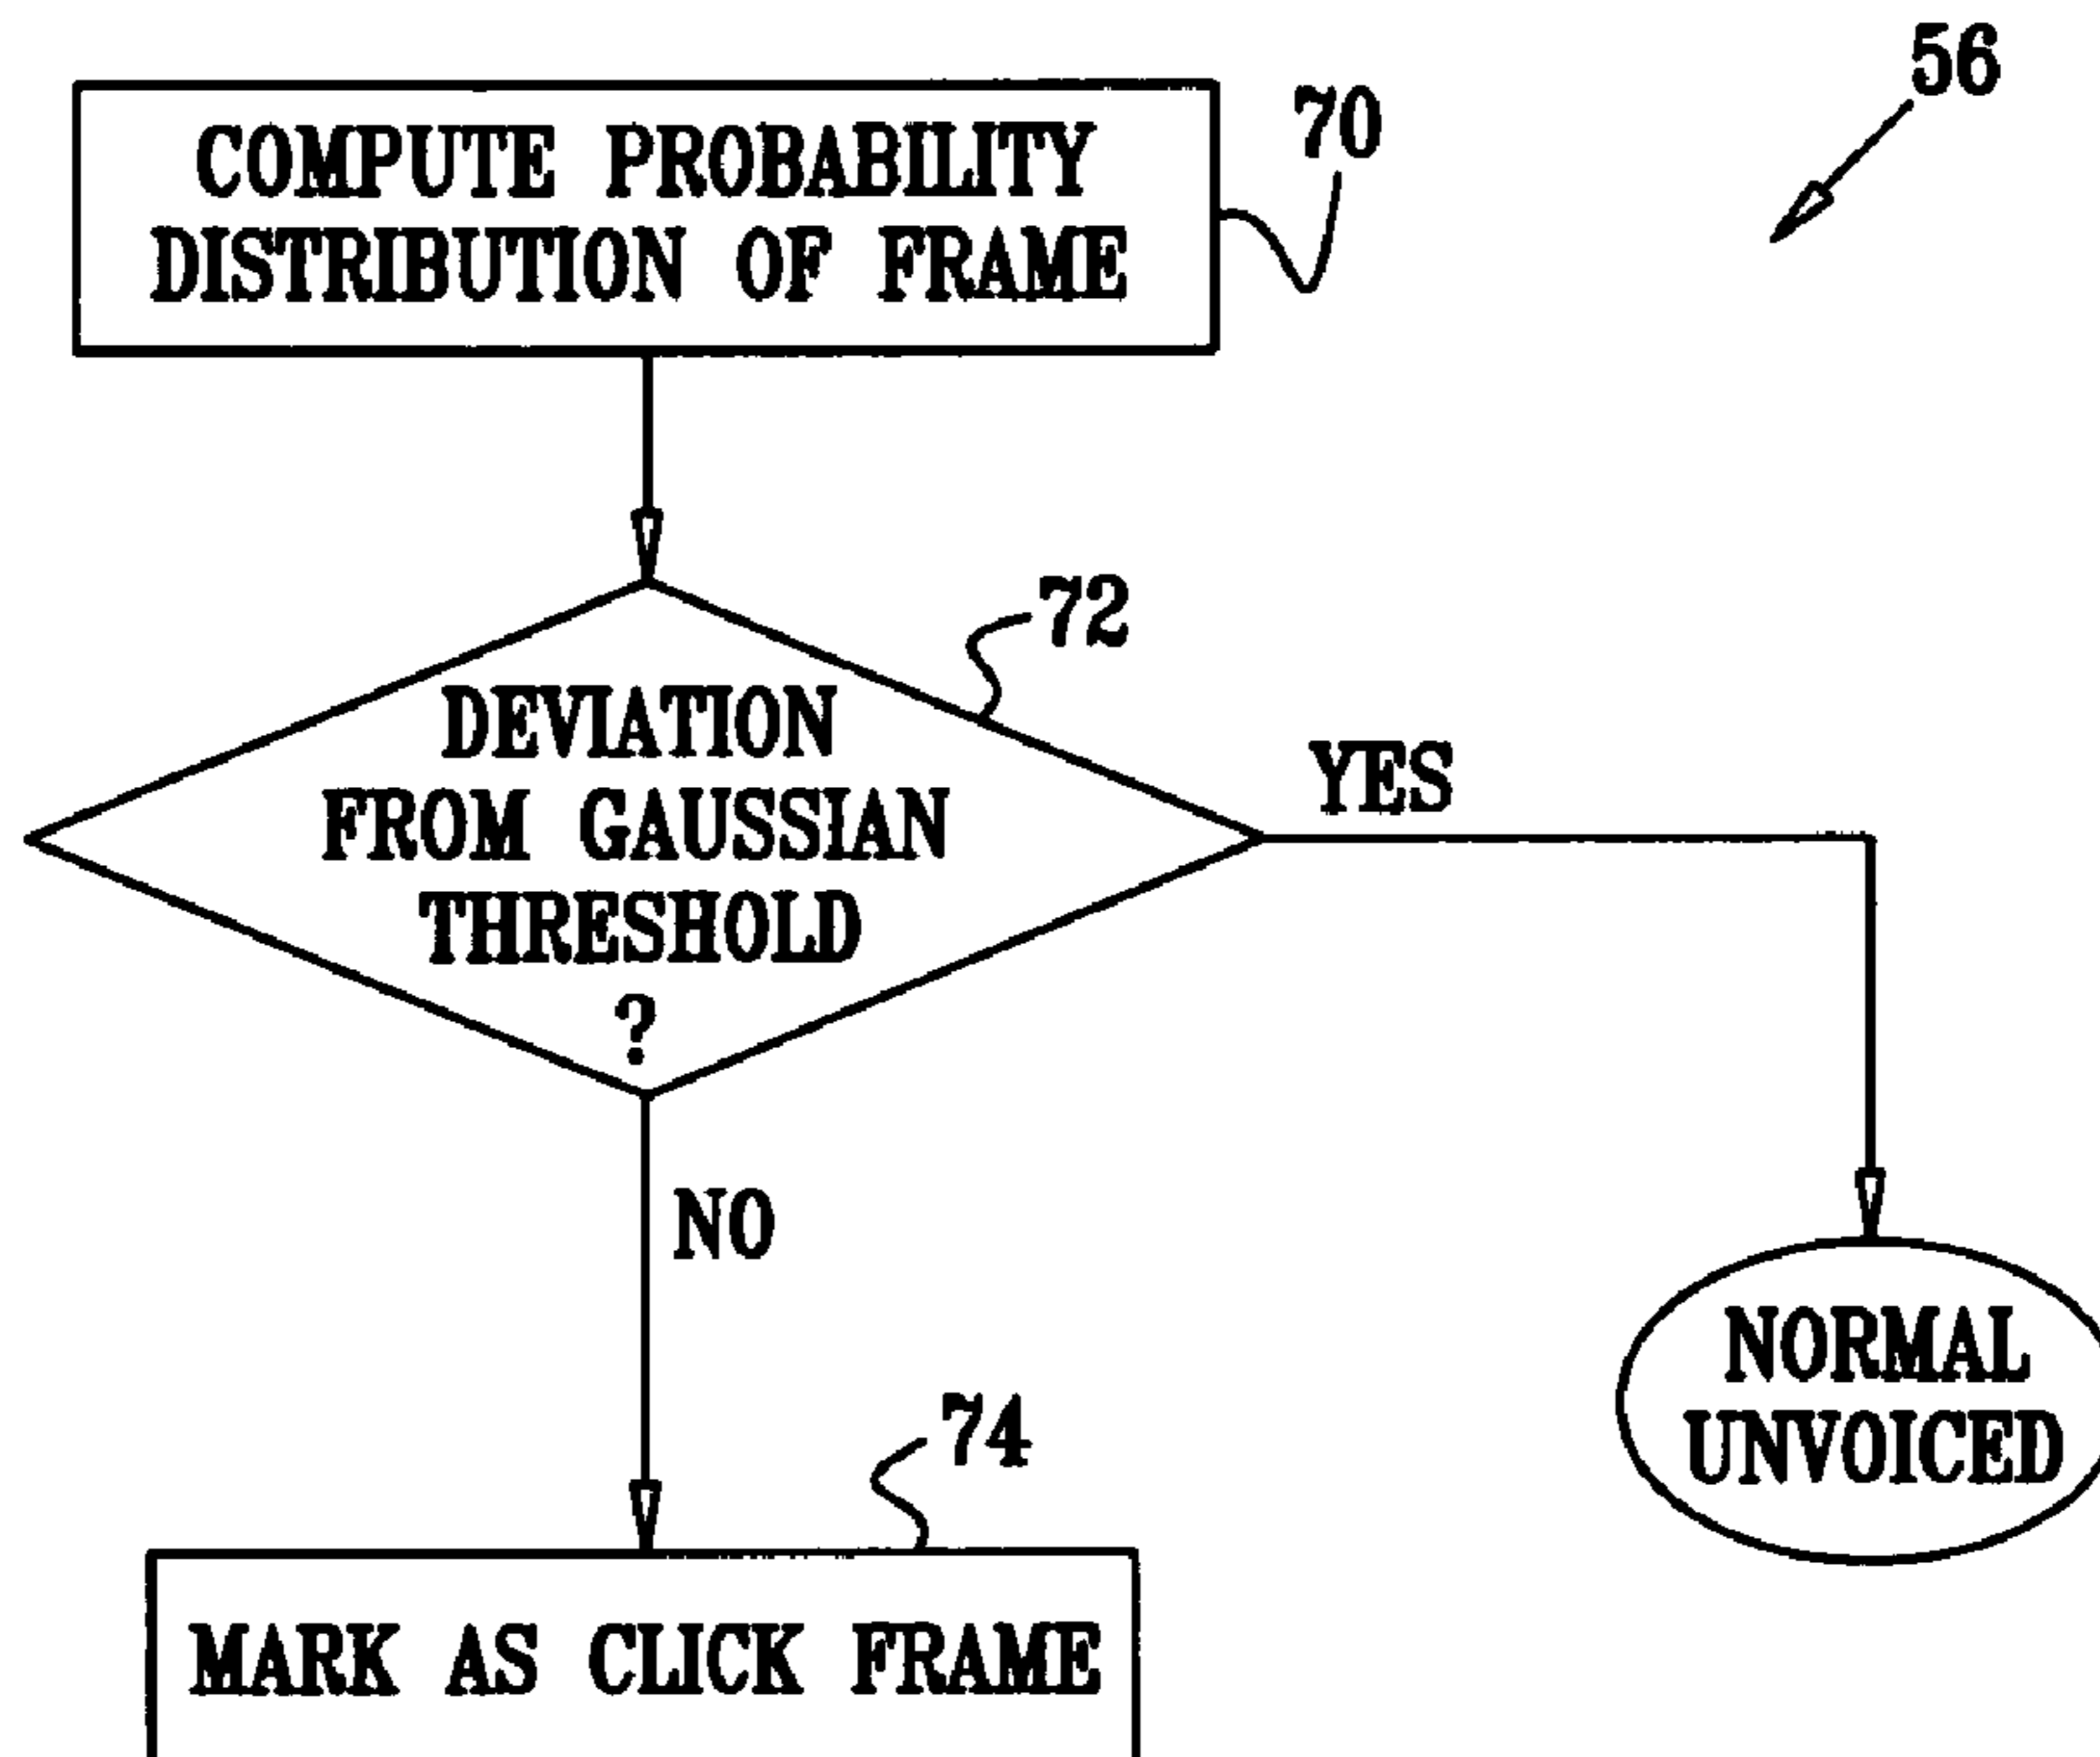 56
COMPUTE PROBABILITY
DISTRIBUTION OF FRAME
70
DEVIATION
FROM GAUSSIAN
THRESHOLD
?
72
YES
NO
NORMAL
UNVOICED
74
MARK AS CLICK FRAME